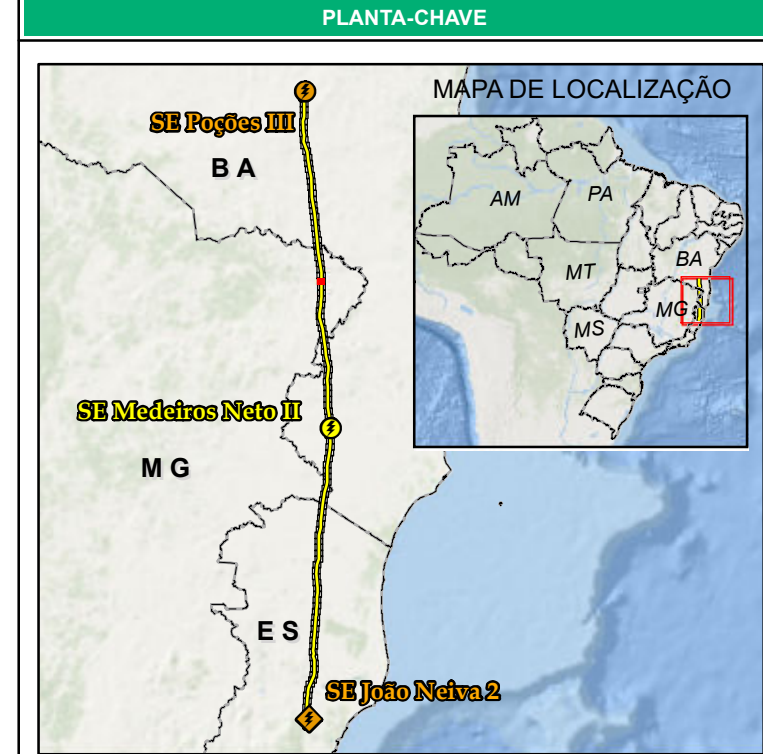 PLANTA-CHAVE
MAPA DE LOCALIZAÇÃO
SE Poções III
B A
AM
PA
BA
MT
MG
MS
SE Medeiros Neto II
M G
E S
SE João Neiva 2